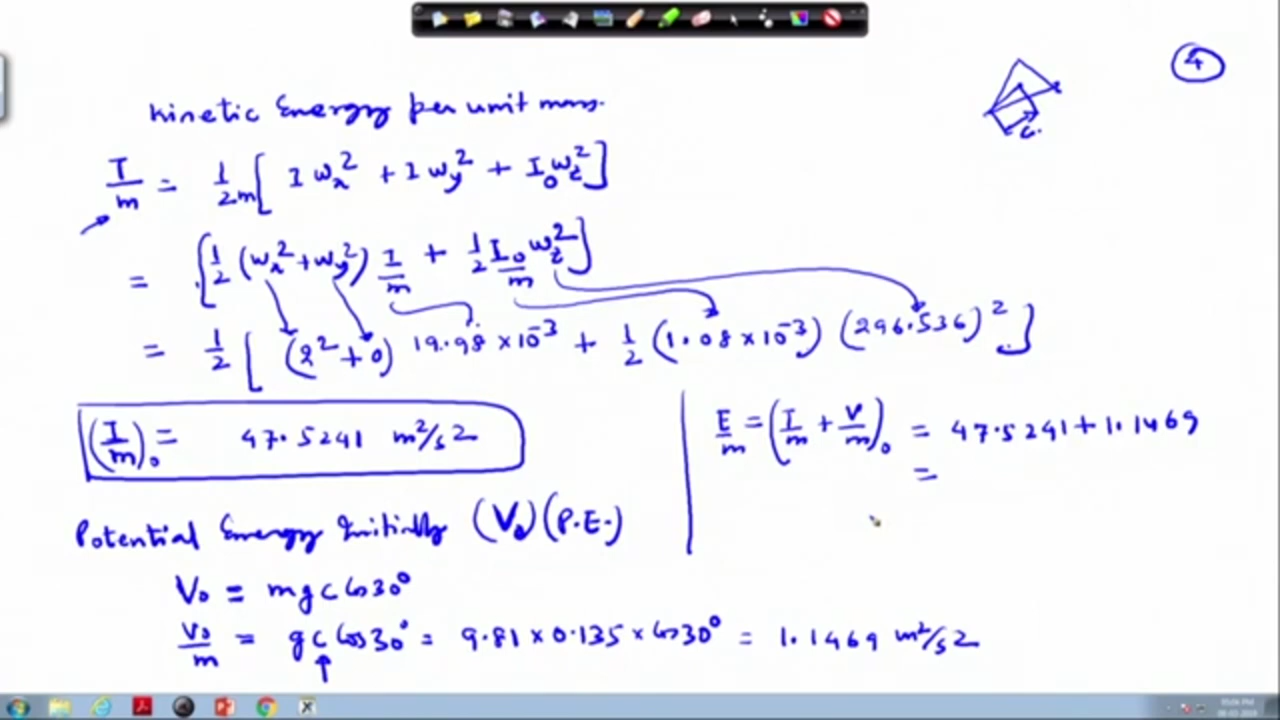 4
Kinetic Energy per unit mass.
T/m = 1/2m [ I ωx² + I ωy² + I₀ωz² ]
= { 1/2 (ωx² + ωy²) I/m + 1/2 I₀/m ωz² ]
= 1/2 [ (2² + 0) 19.98 × 10⁻³ + 1/2 (1.08 × 10⁻³) (296.536)² ]
(T/m)₀ = 47.5241 m²/s2
E/m = (T/m + V/m)₀ = 47.5241 + 1.1469
=
Potential Energy Initially (V₀) (P.E.)
V₀ = mgc Cos30°
V₀/m = gc Cos30° = 9.81 × 0.135 × Cos30° = 1.1469 m²/s2